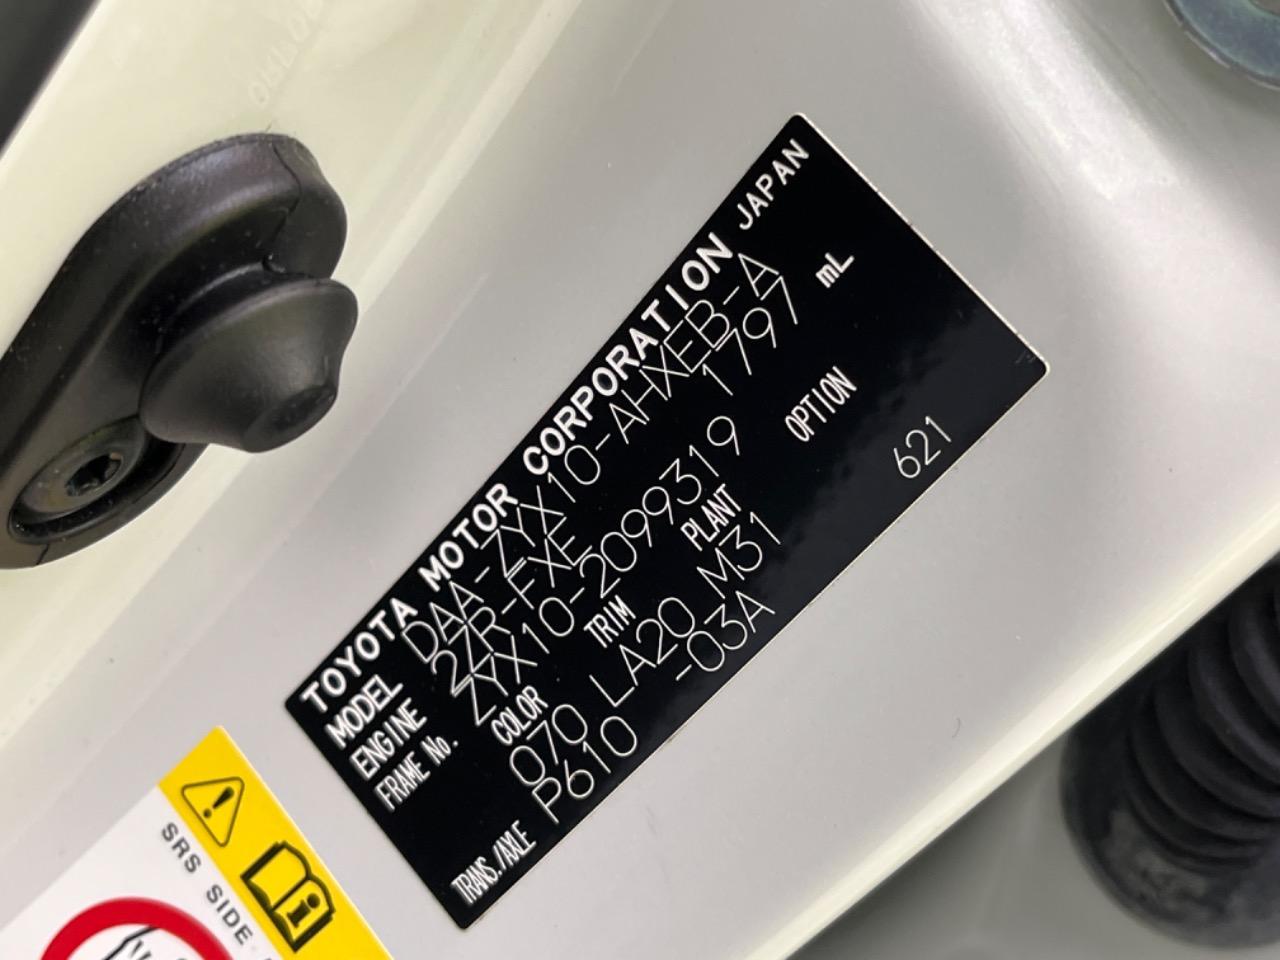 TOYOTA MOTOR CORPORATION JAPAN
MODEL DAA-ZYX10-AHXEB-A
ENGINE 2ZR-FXE 1797 mL
FRAME No. ZYX10-2099319
COLOR TRIM PLANT OPTION
070 LA20 M31 621
TRANS./AXLE P610 -03A
SRS SIDE